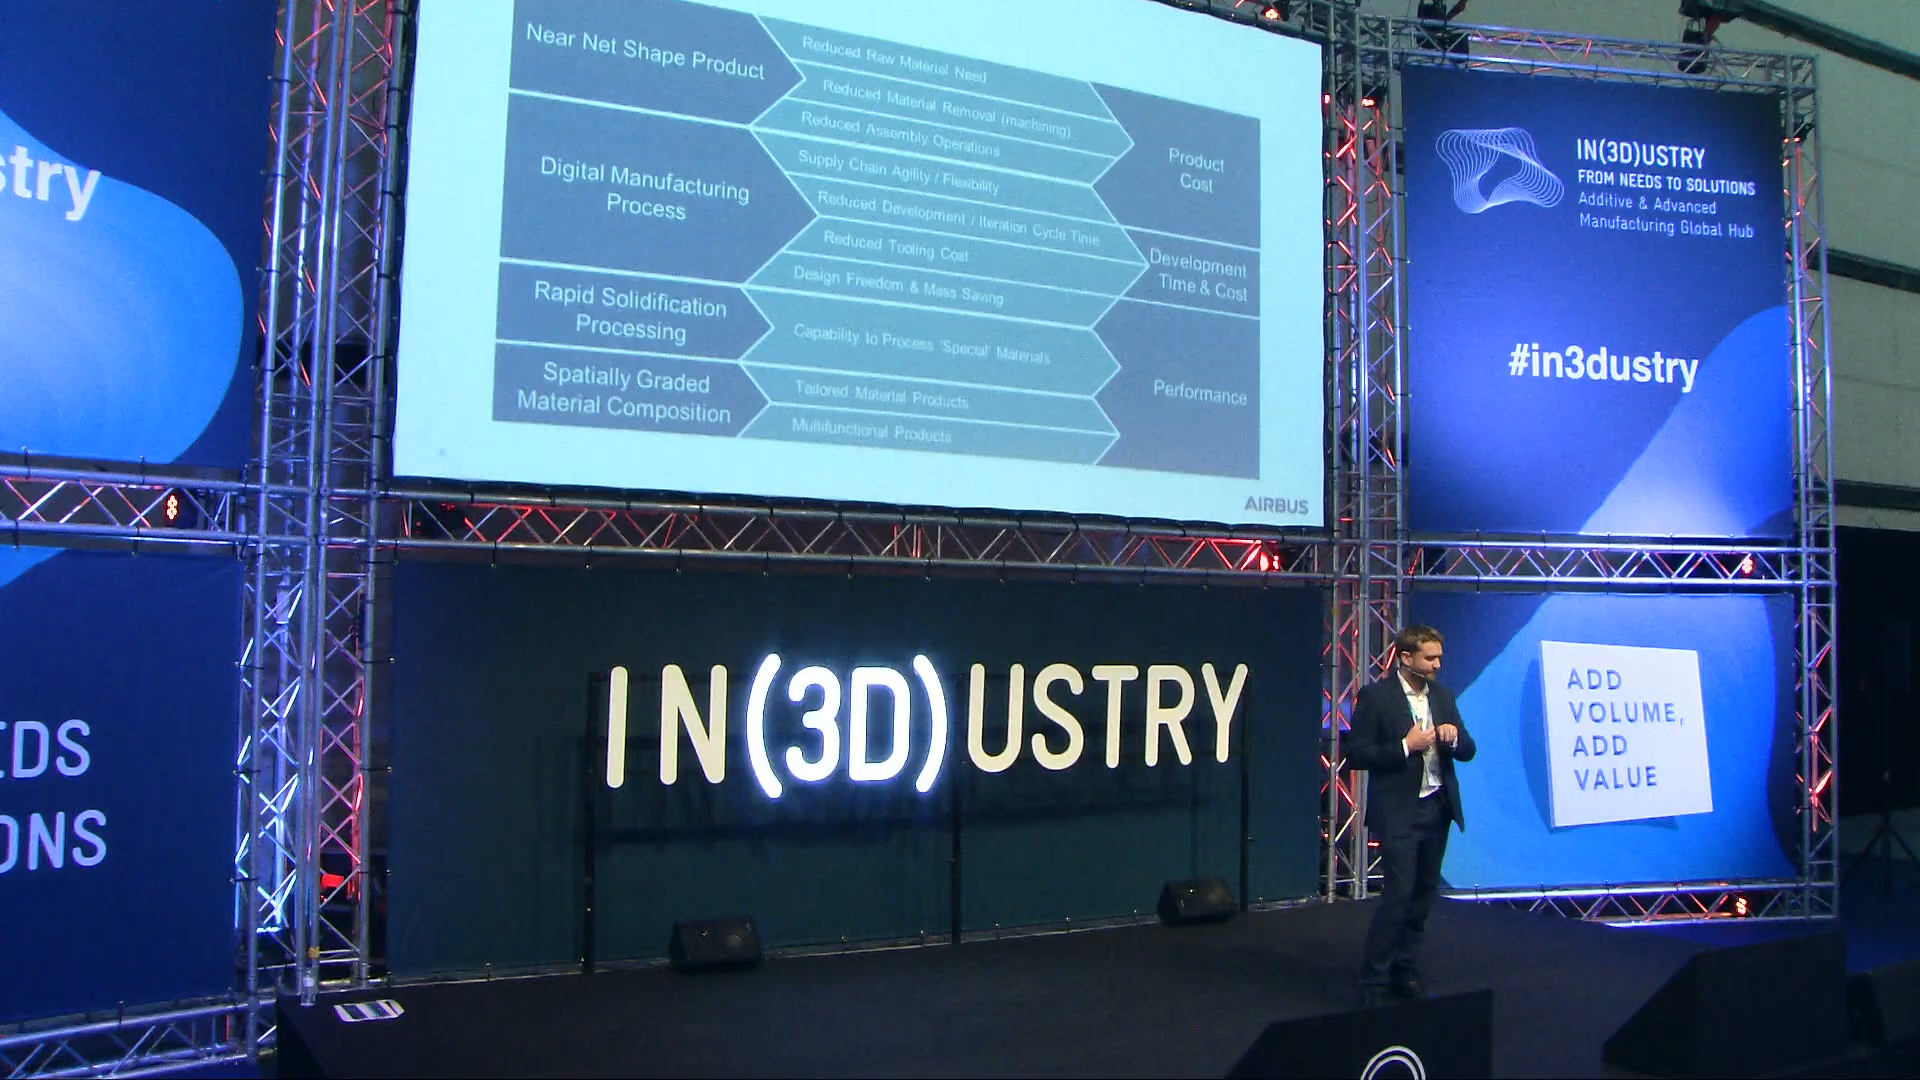 Near Net Shape Product
Digital Manufacturing
Process
Rapid Solidification
Processing
Spatially Graded
Material Composition
Reduced Raw Material Need
Reduced Material Removal (machining)
Reduced Assembly Operations
Supply Chain Agility / Flexibility
Reduced Development / Iteration Cycle Time
Reduced Tooling Cost
Design Freedom & Mass Saving
Capability to Process 'Special' Materials
Tailored Material Products
Multifunctional Products
Product
Cost
Development
Time & Cost
Performance
AIRBUS
stry
EDS
ONS
IN(3D)USTRY
IN(3D)USTRY
FROM NEEDS TO SOLUTIONS
Additive & Advanced
Manufacturing Global Hub
#in3dustry
ADD
VOLUME,
ADD
VALUE